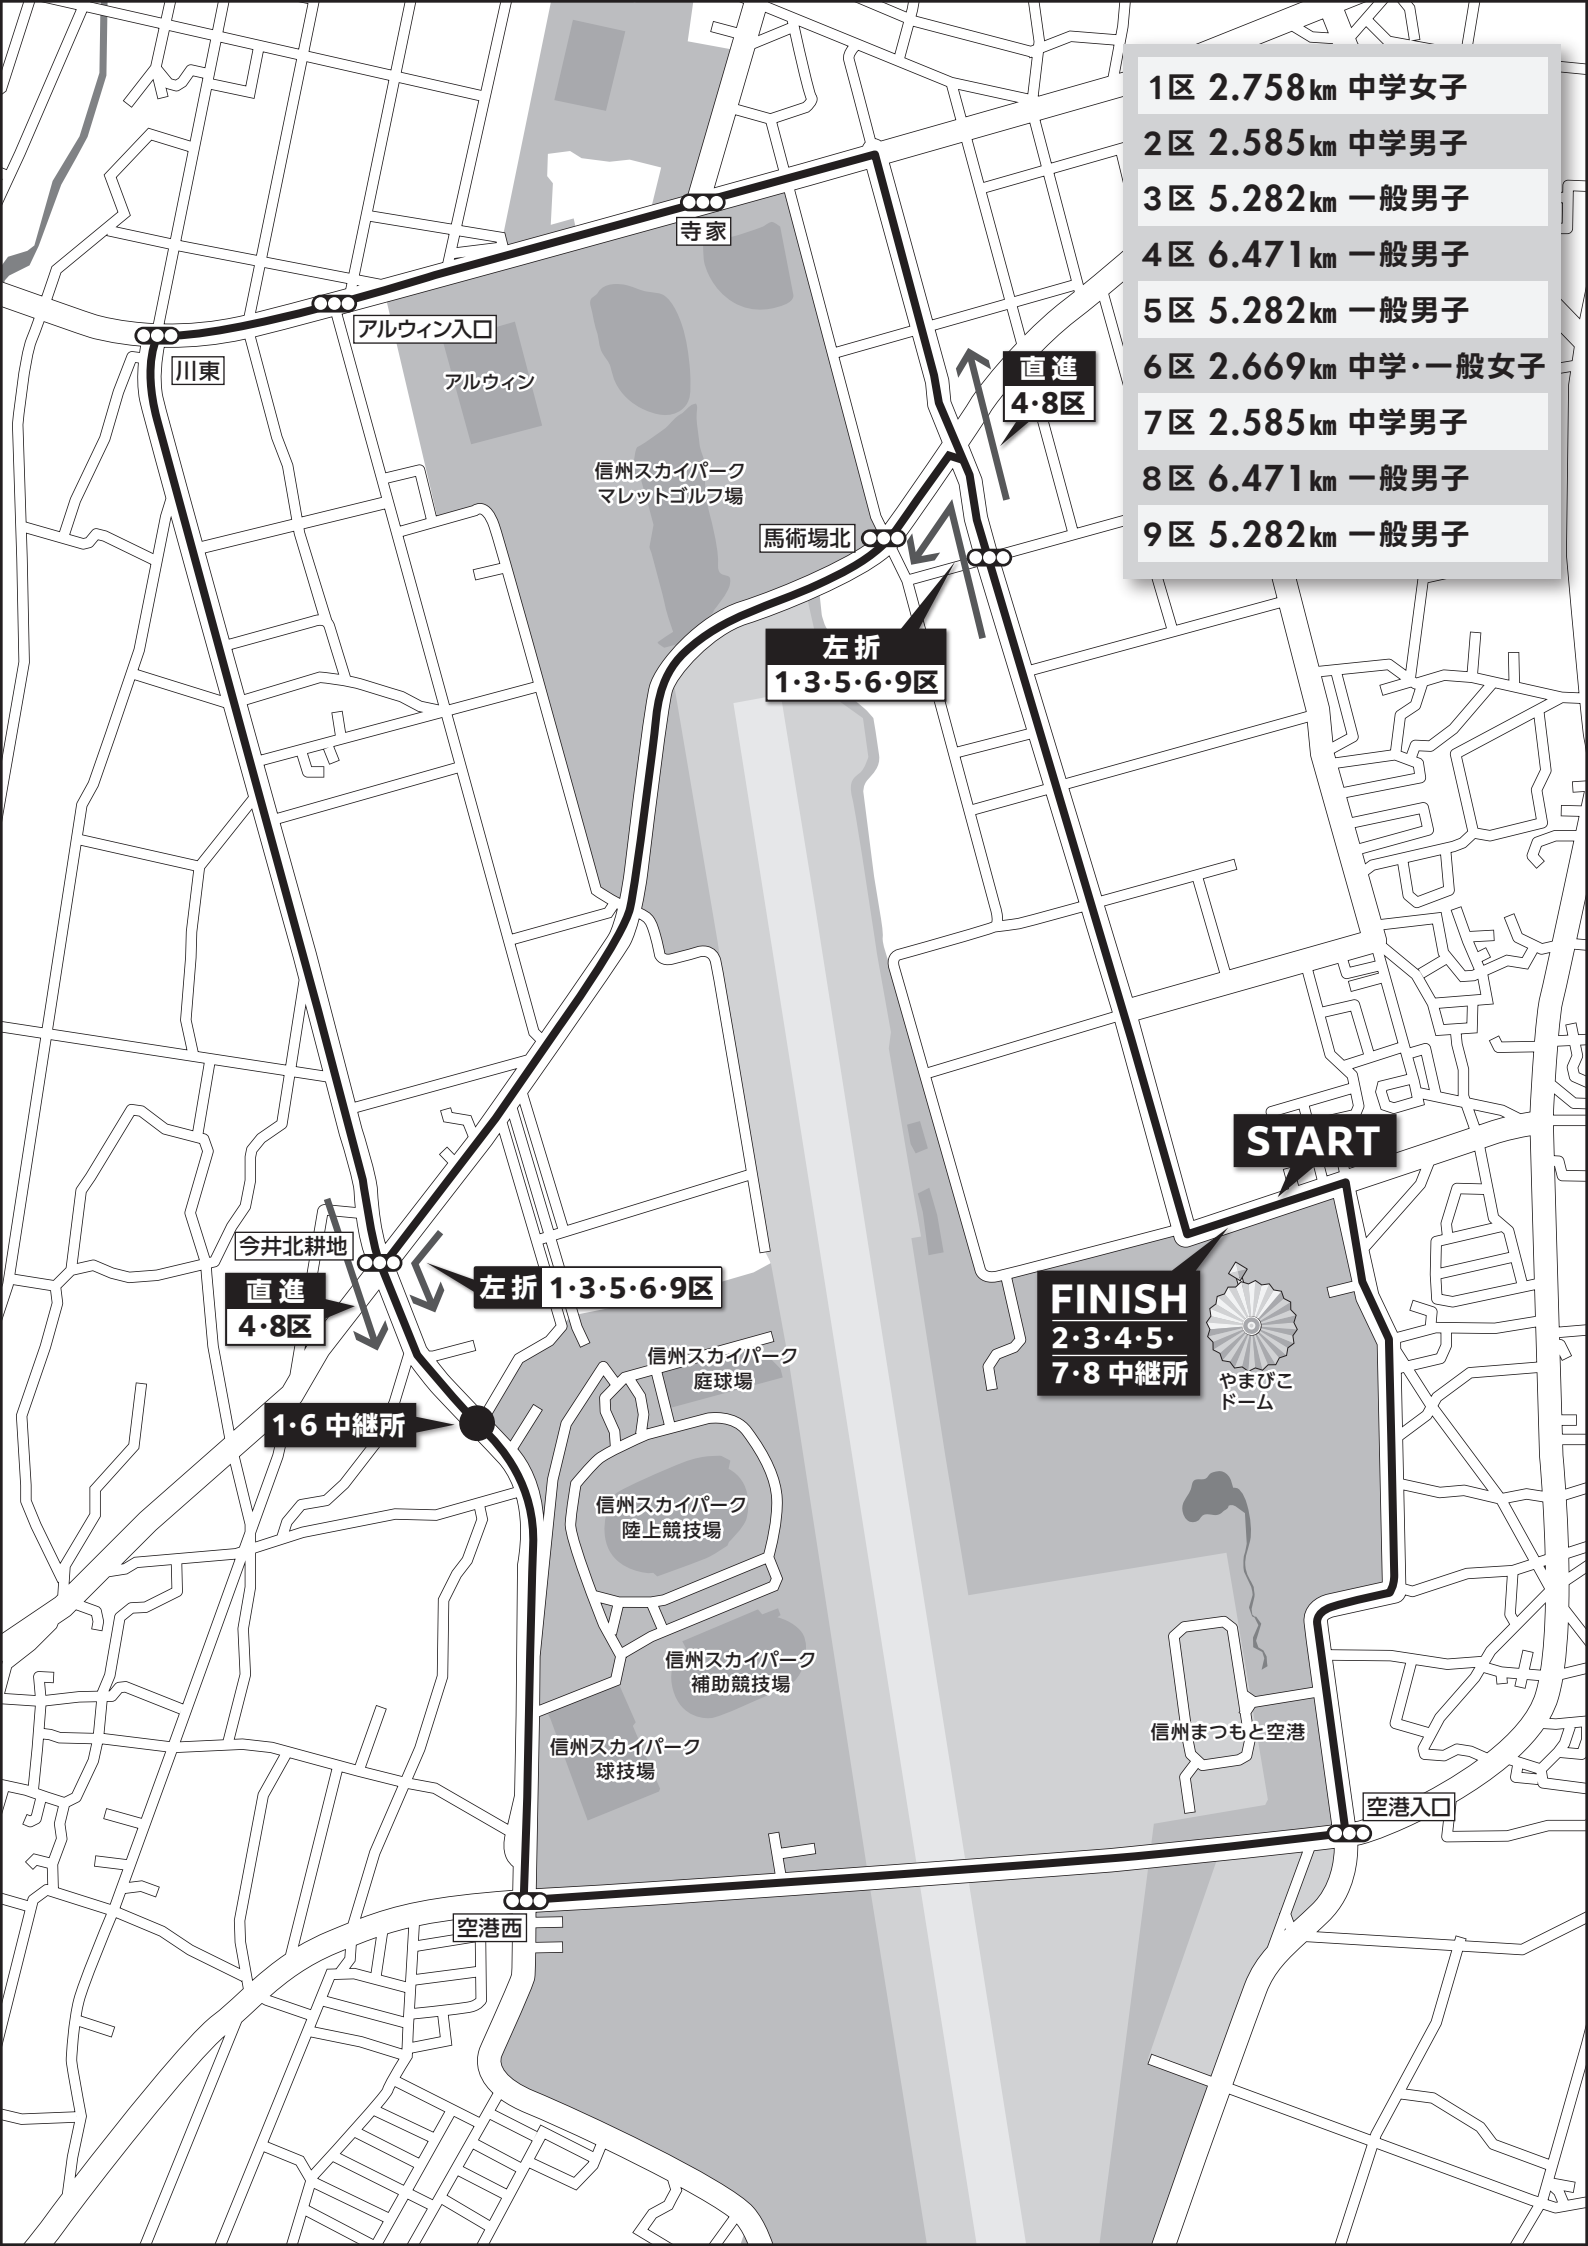 1区 2.758km 中学女子
2区 2.585km 中学男子
3区 5.282km 一般男子
4区 6.471km 一般男子
5区 5.282km 一般男子
6区 2.669km 中学・一般女子
7区 2.585km 中学男子
8区 6.471km 一般男子
9区 5.282km 一般男子
寺家
アルウィン入口
川東
アルウィン
直進
4・8区
信州スカイパーク
マレットゴルフ場
馬術場北
左折
1・3・5・6・9区
START
今井北耕地
直進
4・8区
左折 1・3・5・6・9区
FINISH
2・3・4・5・
7・8 中継所
やまびこ
ドーム
信州スカイパーク
庭球場
1・6 中継所
信州スカイパーク
陸上競技場
信州スカイパーク
補助競技場
信州まつもと空港
信州スカイパーク
球技場
空港入口
空港西